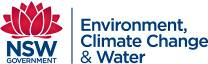 NSW
GOVERNMENT
Environment,
Climate Change
& Water